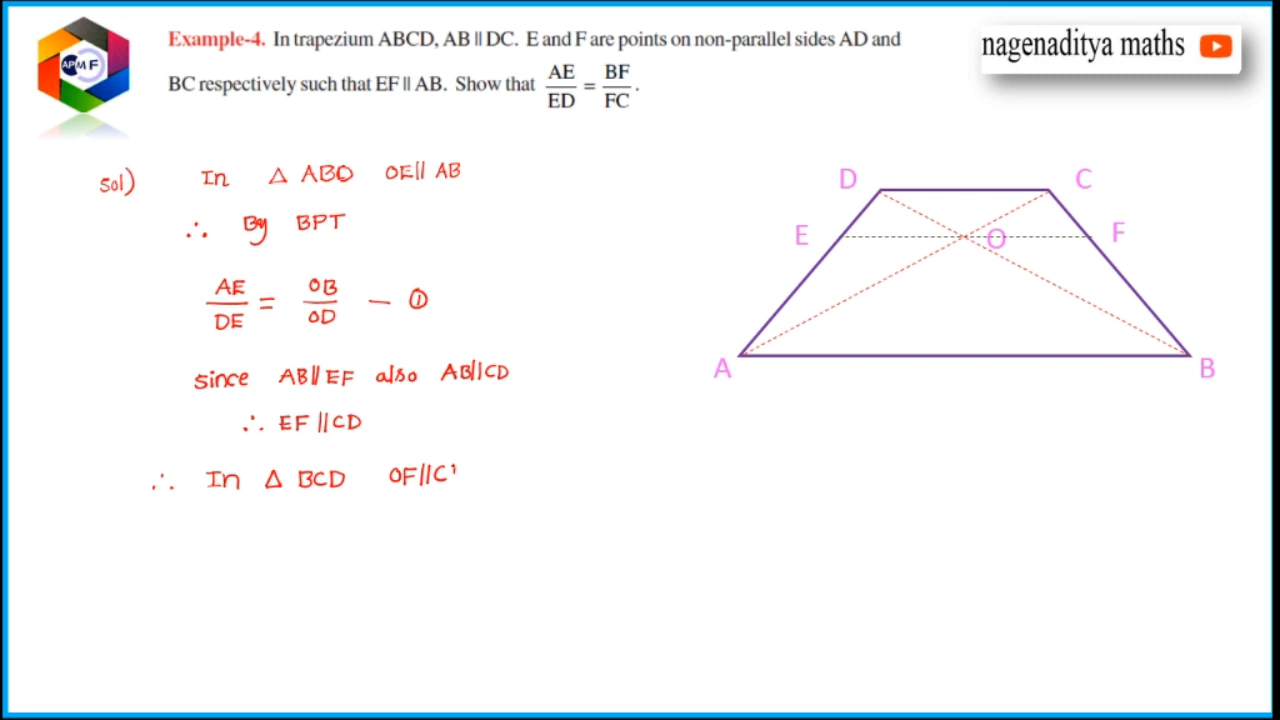 Example-4. In trapezium ABCD, AB || DC. E and F are points on non-parallel sides AD and
BC respectively such that EF || AB. Show that AE/ED = BF/FC.
nagenaditya maths
APMF
Sol) In △ ABD OE || AB
∴ By BPT
AE/DE = OB/OD — ①
since AB || EF also AB || CD
∴ EF || CD
∴ In △ BCD OF || C
D C
E O F
A B